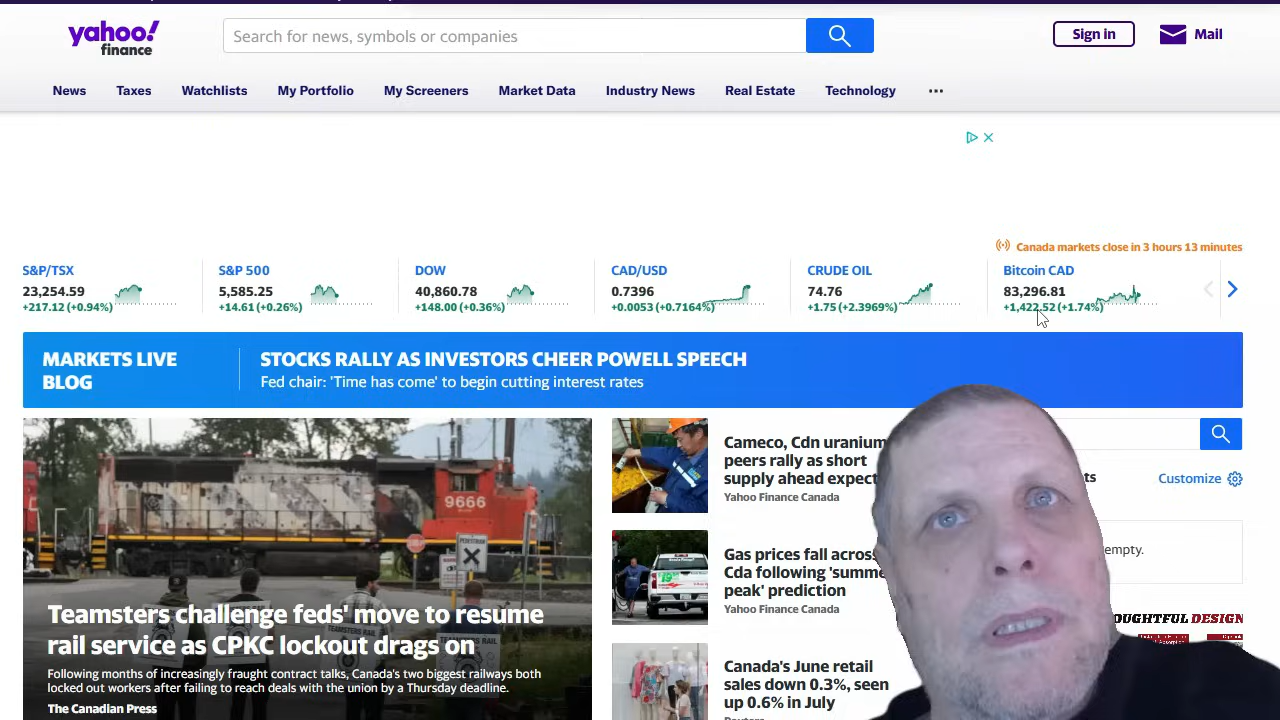 yahoo!
finance
Search for news, symbols or companies
Sign in
Mail
News
Taxes
Watchlists
My Portfolio
My Screeners
Market Data
Industry News
Real Estate
Technology
...
Canada markets close in 3 hours 13 minutes
S&P/TSX
23,254.59
+217.12 (+0.94%)
S&P 500
5,585.25
+14.61 (+0.26%)
DOW
40,860.78
+148.00 (+0.36%)
CAD/USD
0.7396
+0.0053 (+0.7164%)
CRUDE OIL
74.76
+1.75 (+2.3969%)
Bitcoin CAD
83,296.81
+1,422.52 (+1.74%)
MARKETS LIVE
BLOG
STOCKS RALLY AS INVESTORS CHEER POWELL SPEECH
Fed chair: 'Time has come' to begin cutting interest rates
9666
PEDESTRIAN
Teamsters challenge feds' move to resume
rail service as CPKC lockout drags on
Following months of increasingly fraught contract talks, Canada's two biggest railways both
locked out workers after failing to reach deals with the union by a Thursday deadline.
The Canadian Press
Cameco, Cdn uranium
peers rally as short
supply ahead expect
Yahoo Finance Canada
Gas prices fall across
Cda following 'summe
peak' prediction
Yahoo Finance Canada
Canada's June retail
sales down 0.3%, seen
up 0.6% in July
Reuters
ts
Customize
empty.
OUGHTFUL DESIGN